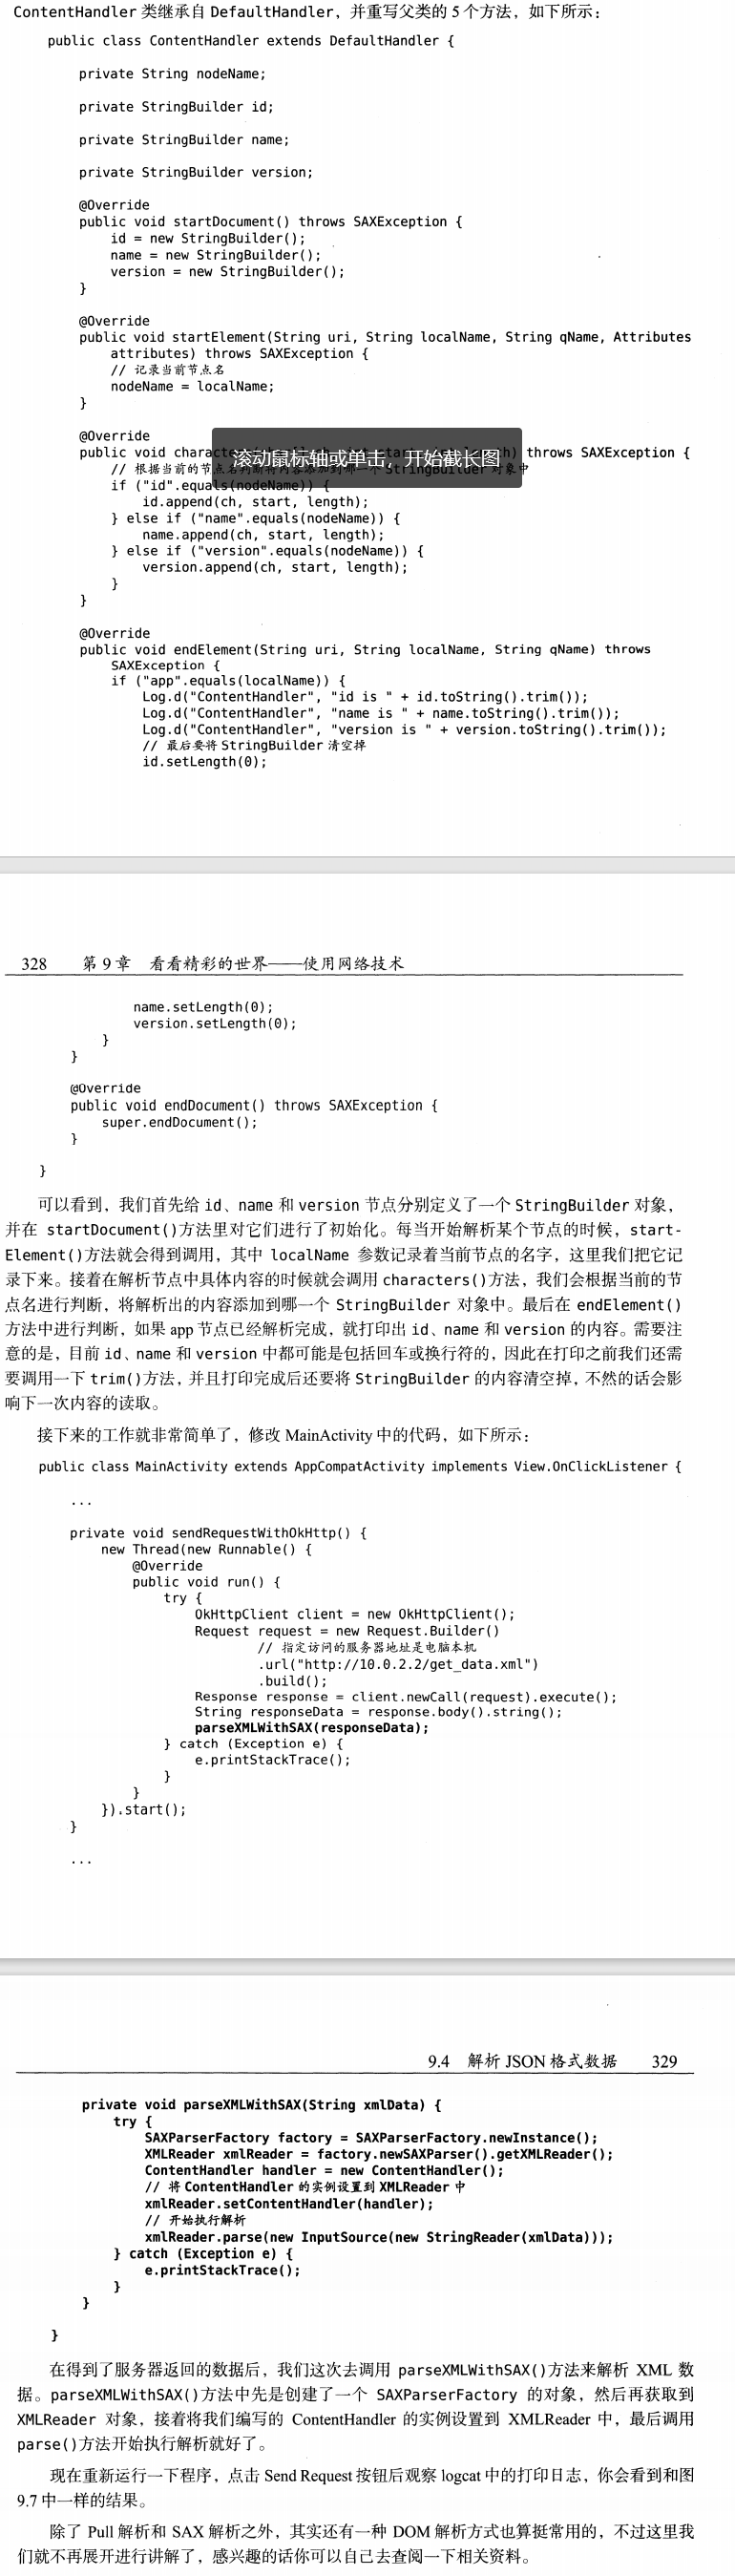 ContentHandler 类继承自 DefaultHandler，并重写父类的 5 个方法，如下所示：
public class ContentHandler extends DefaultHandler {
private String nodeName;
private StringBuilder id;
private StringBuilder name;
private StringBuilder version;
@Override
public void startDocument() throws SAXException {
id = new StringBuilder();
name = new StringBuilder();
version = new StringBuilder();
}
@Override
public void startElement(String uri, String localName, String qName, Attributes
attributes) throws SAXException {
// 记录当前节点名
nodeName = localName;
}
@Override
public void charact throws SAXException {
滚动鼠标轴或单击，开始截长图
// 根据当前的节点名判断将内容添加到哪一个 StringBuilder 对象中
if ("id".equals(nodeName)) {
id.append(ch, start, length);
} else if ("name".equals(nodeName)) {
name.append(ch, start, length);
} else if ("version".equals(nodeName)) {
version.append(ch, start, length);
}
}
@Override
public void endElement(String uri, String localName, String qName) throws
SAXException {
if ("app".equals(localName)) {
Log.d("ContentHandler", "id is " + id.toString().trim());
Log.d("ContentHandler", "name is " + name.toString().trim());
Log.d("ContentHandler", "version is " + version.toString().trim());
// 最后要将 StringBuilder 清空掉
id.setLength(0);
328 第 9 章 看看精彩的世界——使用网络技术
name.setLength(0);
version.setLength(0);
}
}
@Override
public void endDocument() throws SAXException {
super.endDocument();
}
}
可以看到，我们首先给 id、name 和 version 节点分别定义了一个 StringBuilder 对象，
并在 startDocument()方法里对它们进行了初始化。每当开始解析某个节点的时候，start-
Element()方法就会得到调用，其中 localName 参数记录着当前节点的名字，这里我们把它记
录下来。接着在解析节点中具体内容的时候就会调用 characters()方法，我们会根据当前的节
点名进行判断，将解析出的内容添加到哪一个 StringBuilder 对象中。最后在 endElement()
方法中进行判断，如果 app 节点已经解析完成，就打印出 id、name 和 version 的内容。需要注
意的是，目前 id、name 和 version 中都可能是包括回车或换行符的，因此在打印之前我们还需
要调用一下 trim()方法，并且打印完成后还要将 StringBuilder 的内容清空掉，不然的话会影
响下一次内容的读取。
接下来的工作就非常简单了，修改 MainActivity 中的代码，如下所示：
public class MainActivity extends AppCompatActivity implements View.OnClickListener {
...
private void sendRequestWithOkHttp() {
new Thread(new Runnable() {
@Override
public void run() {
try {
OkHttpClient client = new OkHttpClient();
Request request = new Request.Builder()
// 指定访问的服务器地址是电脑本机
.url("http://10.0.2.2/get_data.xml")
.build();
Response response = client.newCall(request).execute();
String responseData = response.body().string();
parseXMLWithSAX(responseData);
} catch (Exception e) {
e.printStackTrace();
}
}
}).start();
}
...
9.4 解析 JSON 格式数据 329
private void parseXMLWithSAX(String xmlData) {
try {
SAXParserFactory factory = SAXParserFactory.newInstance();
XMLReader xmlReader = factory.newSAXParser().getXMLReader();
ContentHandler handler = new ContentHandler();
// 将 ContentHandler 的实例设置到 XMLReader 中
xmlReader.setContentHandler(handler);
// 开始执行解析
xmlReader.parse(new InputSource(new StringReader(xmlData)));
} catch (Exception e) {
e.printStackTrace();
}
}
}
在得到了服务器返回的数据后，我们这次去调用 parseXMLWithSAX()方法来解析 XML 数
据。parseXMLWithSAX()方法中先是创建了一个 SAXParserFactory 的对象，然后再获取到
XMLReader 对象，接着将我们编写的 ContentHandler 的实例设置到 XMLReader 中，最后调用
parse()方法开始执行解析就好了。
现在重新运行一下程序，点击 Send Request 按钮后观察 logcat 中的打印日志，你会看到和图
9.7 中一样的结果。
除了 Pull 解析和 SAX 解析之外，其实还有一种 DOM 解析方式也算挺常用的，不过这里我
们就不再展开进行讲解了，感兴趣的话你可以自己去查阅一下相关资料。